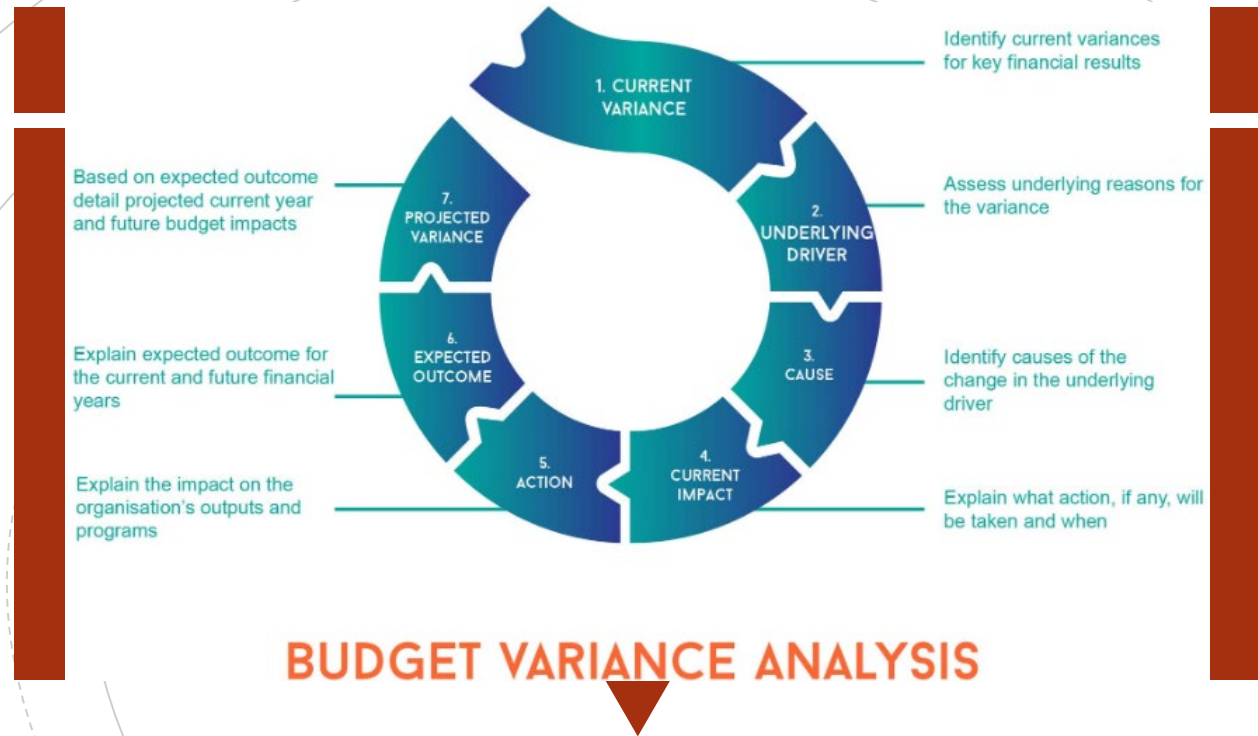 1. CURRENT
VARIANCE
Identify current variances
for key financial results
2.
UNDERLYING
DRIVER
Assess underlying reasons for
the variance
3.
CAUSE
Identify causes of the
change in the underlying
driver
4.
CURRENT
IMPACT
Explain what action, if any, will
be taken and when
5.
ACTION
Explain the impact on the
organisation's outputs and
programs
6.
EXPECTED
OUTCOME
Explain expected outcome for
the current and future financial
years
7.
PROJECTED
VARIANCE
Based on expected outcome
detail projected current year
and future budget impacts
BUDGET VARIANCE ANALYSIS